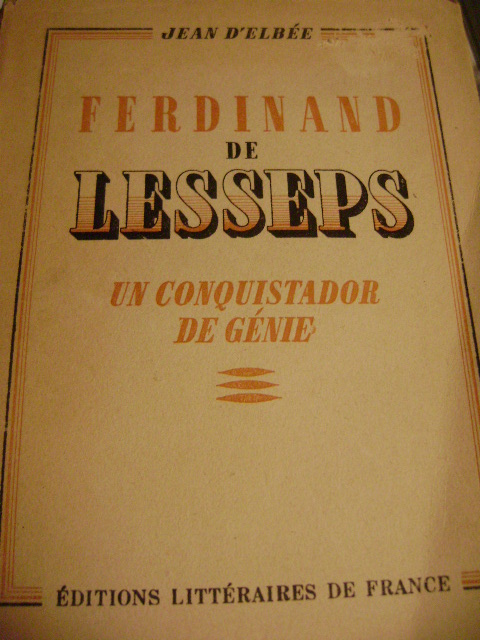 JEAN D'ELBÉE
FERDINAND
DE
LESSEPS
UN CONQUISTADOR
DE GÉNIE
ÉDITIONS LITTÉRAIRES DE FRANCE